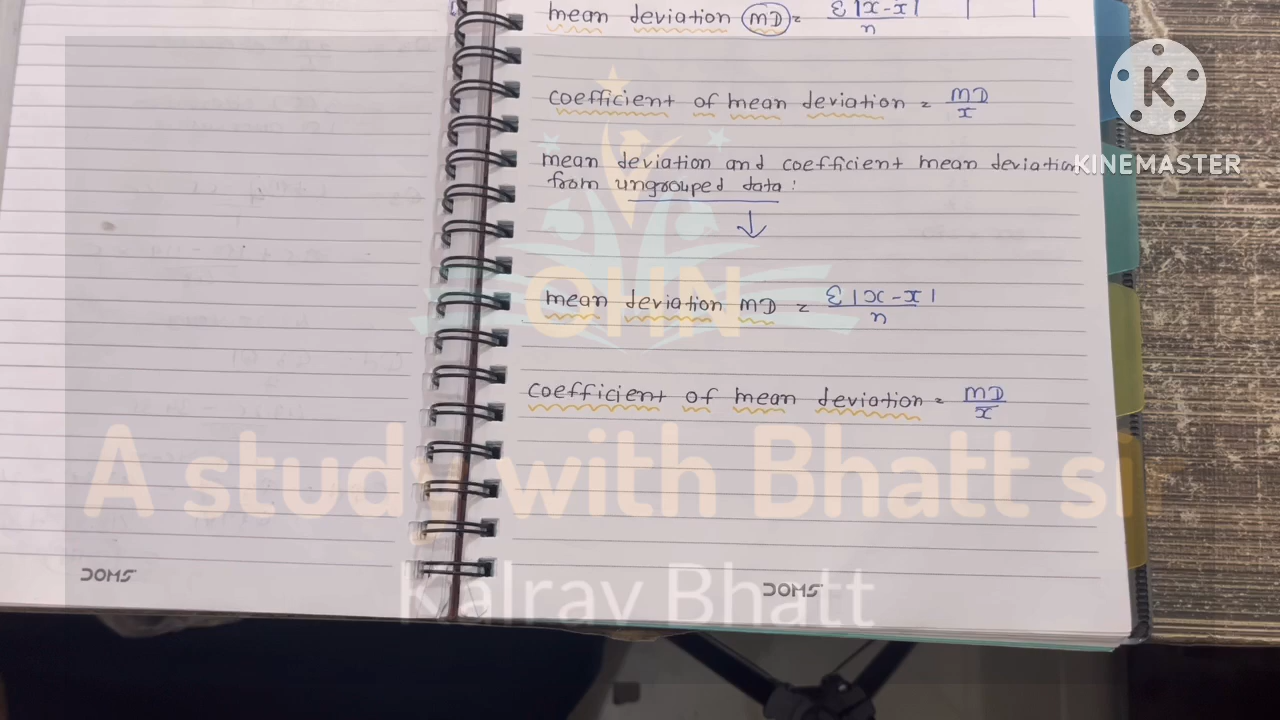 mean deviation MD = Σ|x-x̄|
n
coefficient of mean deviation = MD
x̄
KINEMASTER
mean deviation and coefficient mean deviation
from ungrouped data:
↓
OHN
mean deviation MD = Σ|x-x̄|
n
coefficient of mean deviation = MD
x̄
A study with Bhatt sir
DOMS
Kalrav Bhatt
DOMS